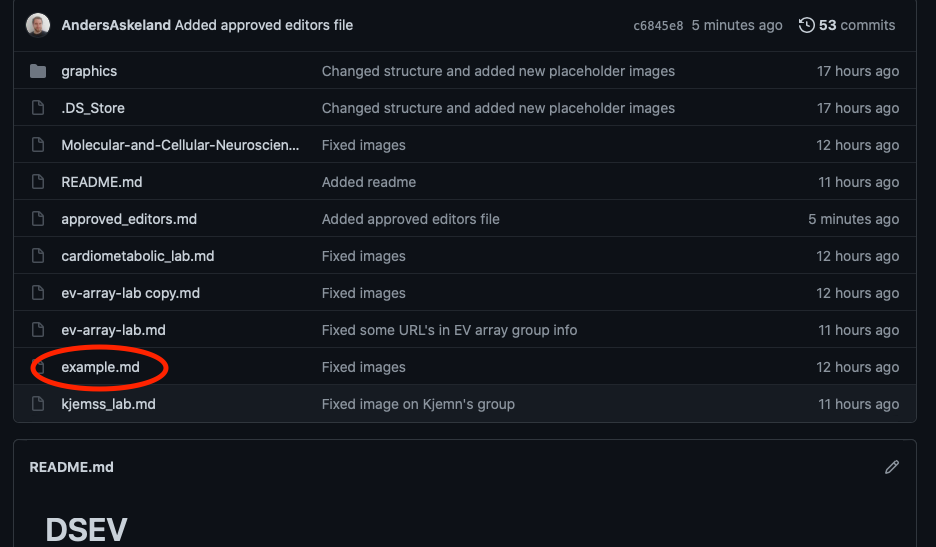 AndersAskeland Added approved editors file c6845e8 5 minutes ago 53 commits
graphics Changed structure and added new placeholder images 17 hours ago
.DS_Store Changed structure and added new placeholder images 17 hours ago
Molecular-and-Cellular-Neuroscien... Fixed images 12 hours ago
README.md Added readme 11 hours ago
approved_editors.md Added approved editors file 5 minutes ago
cardiometabolic_lab.md Fixed images 12 hours ago
ev-array-lab copy.md Fixed images 12 hours ago
ev-array-lab.md Fixed some URL's in EV array group info 11 hours ago
example.md Fixed images 12 hours ago
kjemss_lab.md Fixed image on Kjemn's group 11 hours ago
README.md
DSEV